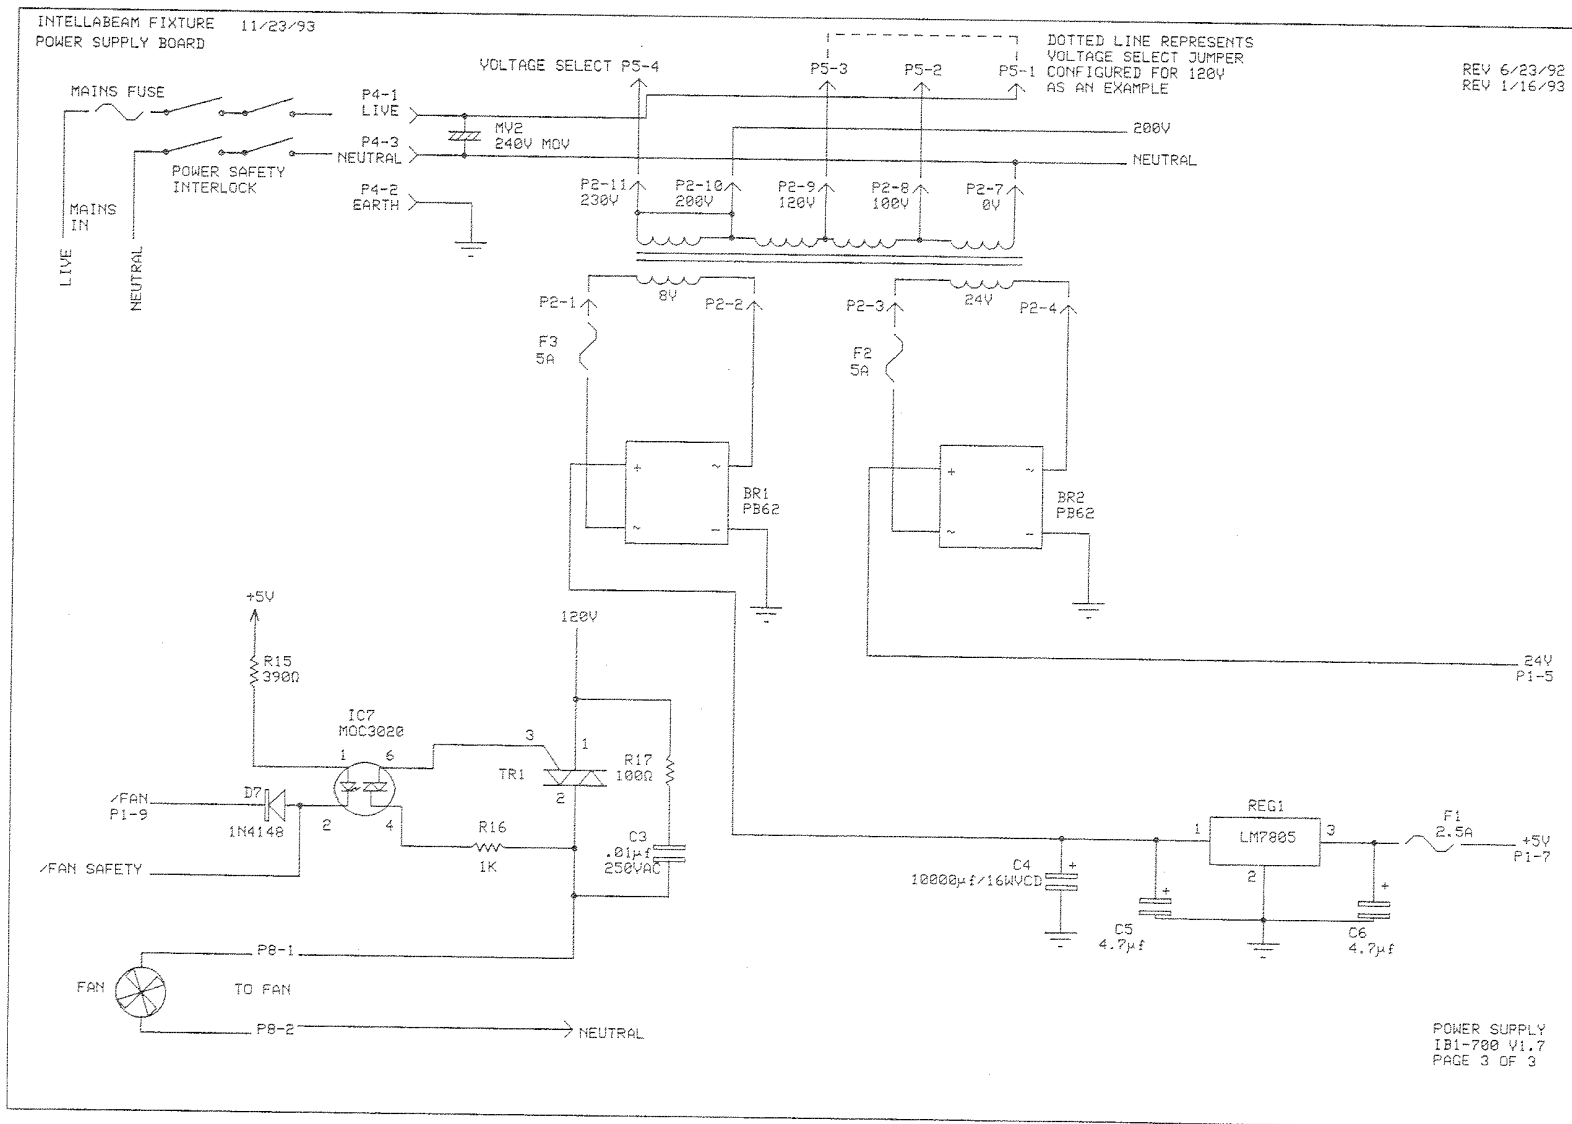 INTELLABEAM FIXTURE 11/23/93
POWER SUPPLY BOARD
DOTTED LINE REPRESENTS
VOLTAGE SELECT JUMPER
CONFIGURED FOR 120V
AS AN EXAMPLE
REV 6/23/92
REV 1/16/93
VOLTAGE SELECT P5-4
P5-3
P5-2
P5-1
MAINS FUSE
P4-1
LIVE
MV2
240V MOV
200V
P4-3
NEUTRAL
NEUTRAL
POWER SAFETY
INTERLOCK
P4-2
EARTH
MAINS
IN
LIVE
NEUTRAL
P2-11
230V
P2-10
200V
P2-9
120V
P2-8
100V
P2-7
0V
P2-1
8V
P2-2
P2-3
24V
P2-4
F3
5A
F2
5A
+
~
~
−
BR1
PB62
+
~
~
−
BR2
PB62
+5V
120V
R15
390Ω
24V
P1-5
IC7
MOC3020
1
6
3
1
TR1
2
R17
100Ω
/FAN
P1-9
D7
1N4148
2
4
R16
1K
C3
.01µf
250VAC
/FAN SAFETY
REG1
1
LM7805
3
2
F1
2.5A
+5V
P1-7
C4
10000µf/16WVCD
+
+
C5
4.7µf
+
C6
4.7µf
P8-1
FAN
TO FAN
P8-2
NEUTRAL
POWER SUPPLY
IB1-700 V1.7
PAGE 3 OF 3